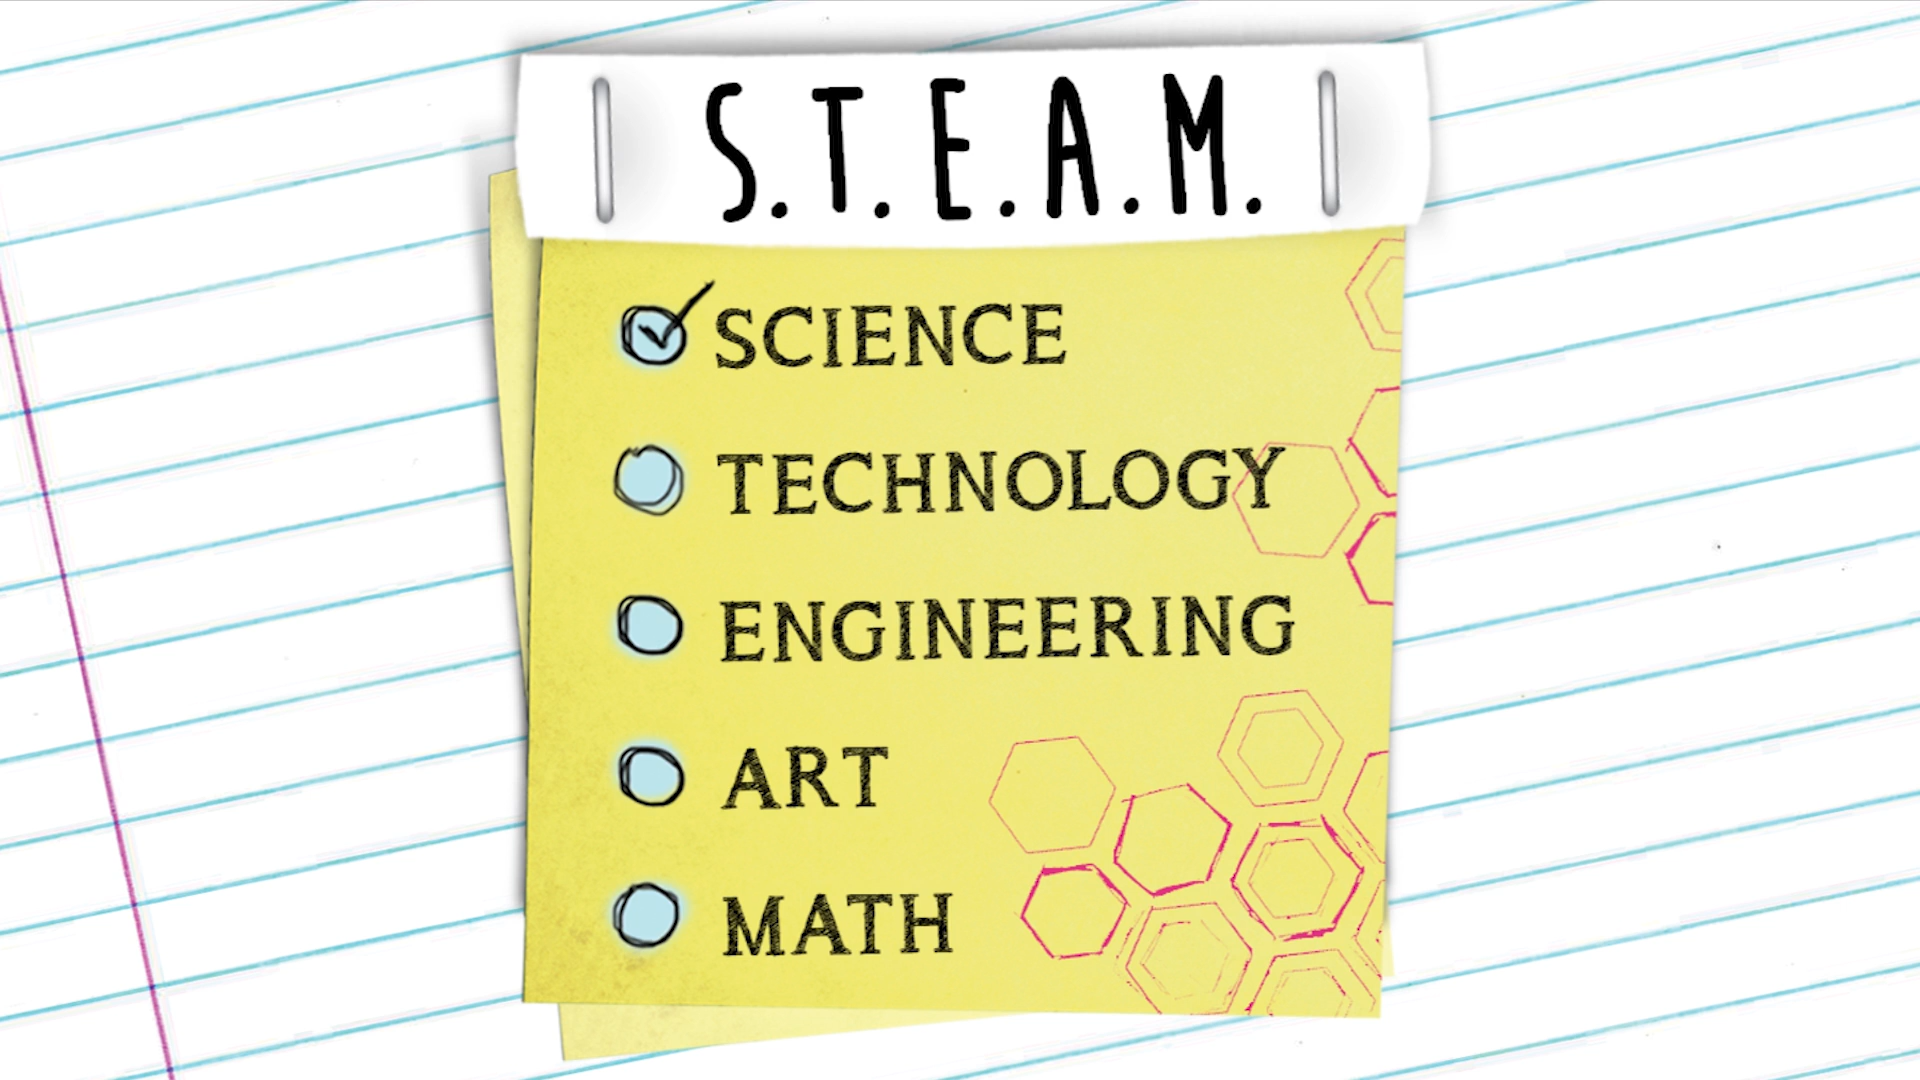 S.T.E.A.M.
SCIENCE
TECHNOLOGY
ENGINEERING
ART
MATH